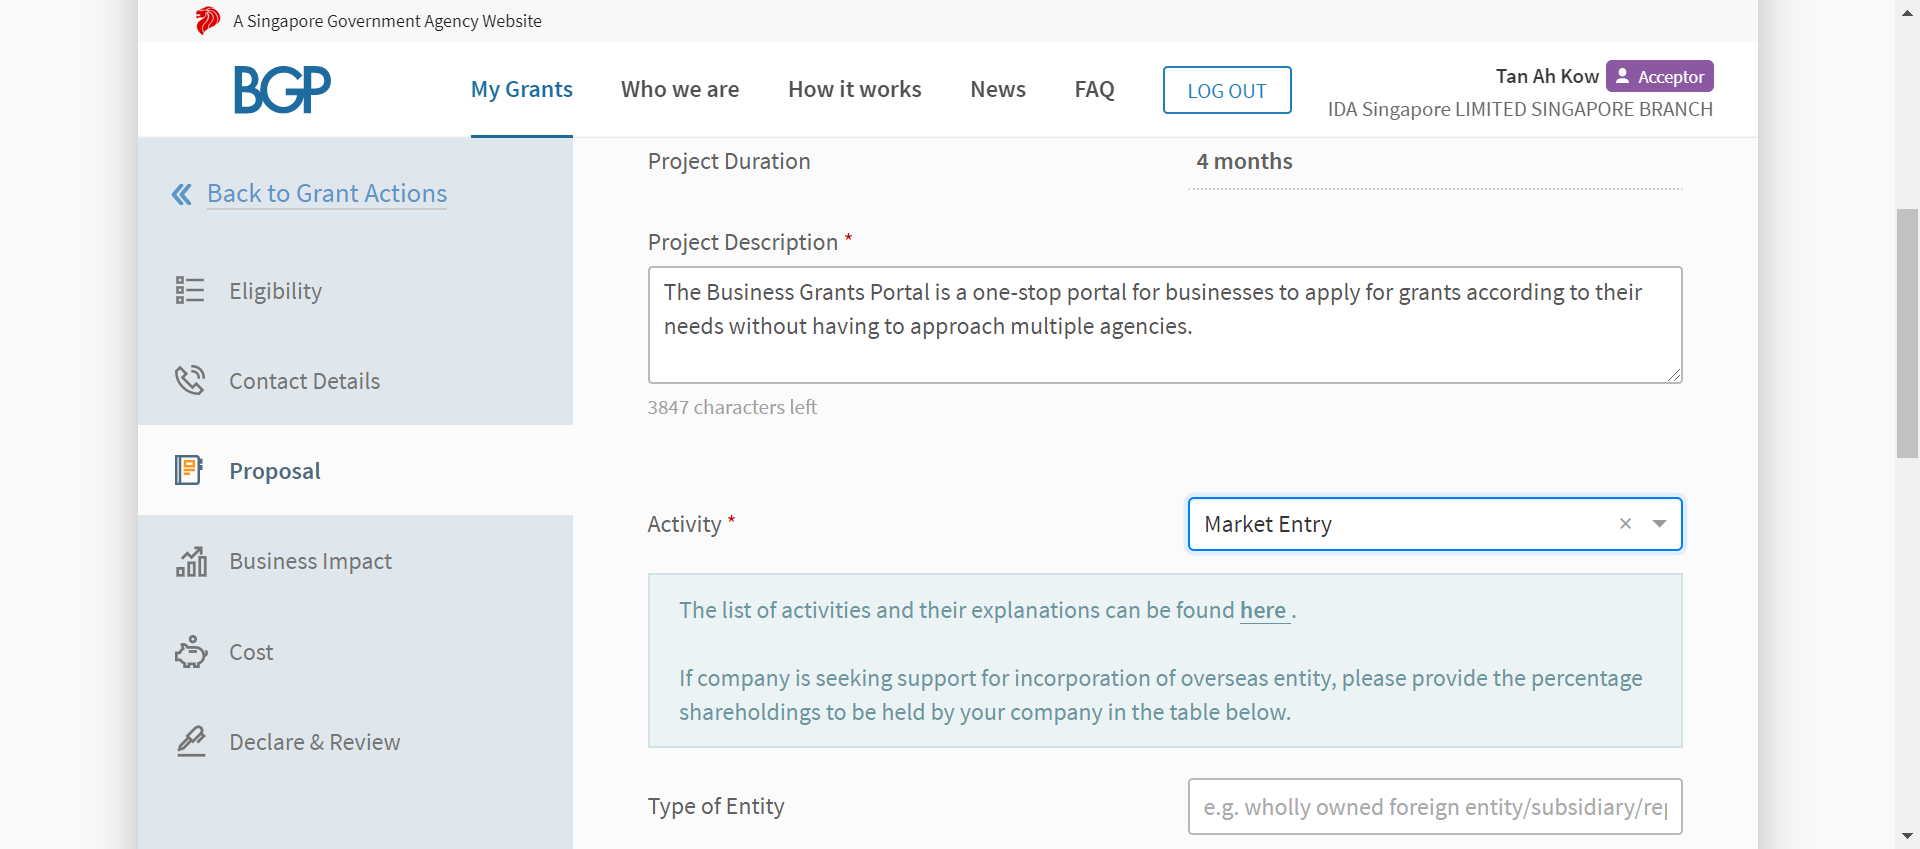 A Singapore Government Agency Website
BGP
My Grants
Who we are
How it works
News
FAQ
LOG OUT
Tan Ah Kow
Acceptor
IDA Singapore LIMITED SINGAPORE BRANCH
Back to Grant Actions
Eligibility
Contact Details
Proposal
Business Impact
Cost
Declare & Review
Project Duration
4 months
Project Description *
The Business Grants Portal is a one-stop portal for businesses to apply for grants according to their
needs without having to approach multiple agencies.
3847 characters left
Activity *
Market Entry
The list of activities and their explanations can be found here .
If company is seeking support for incorporation of overseas entity, please provide the percentage
shareholdings to be held by your company in the table below.
Type of Entity
e.g. wholly owned foreign entity/subsidiary/re